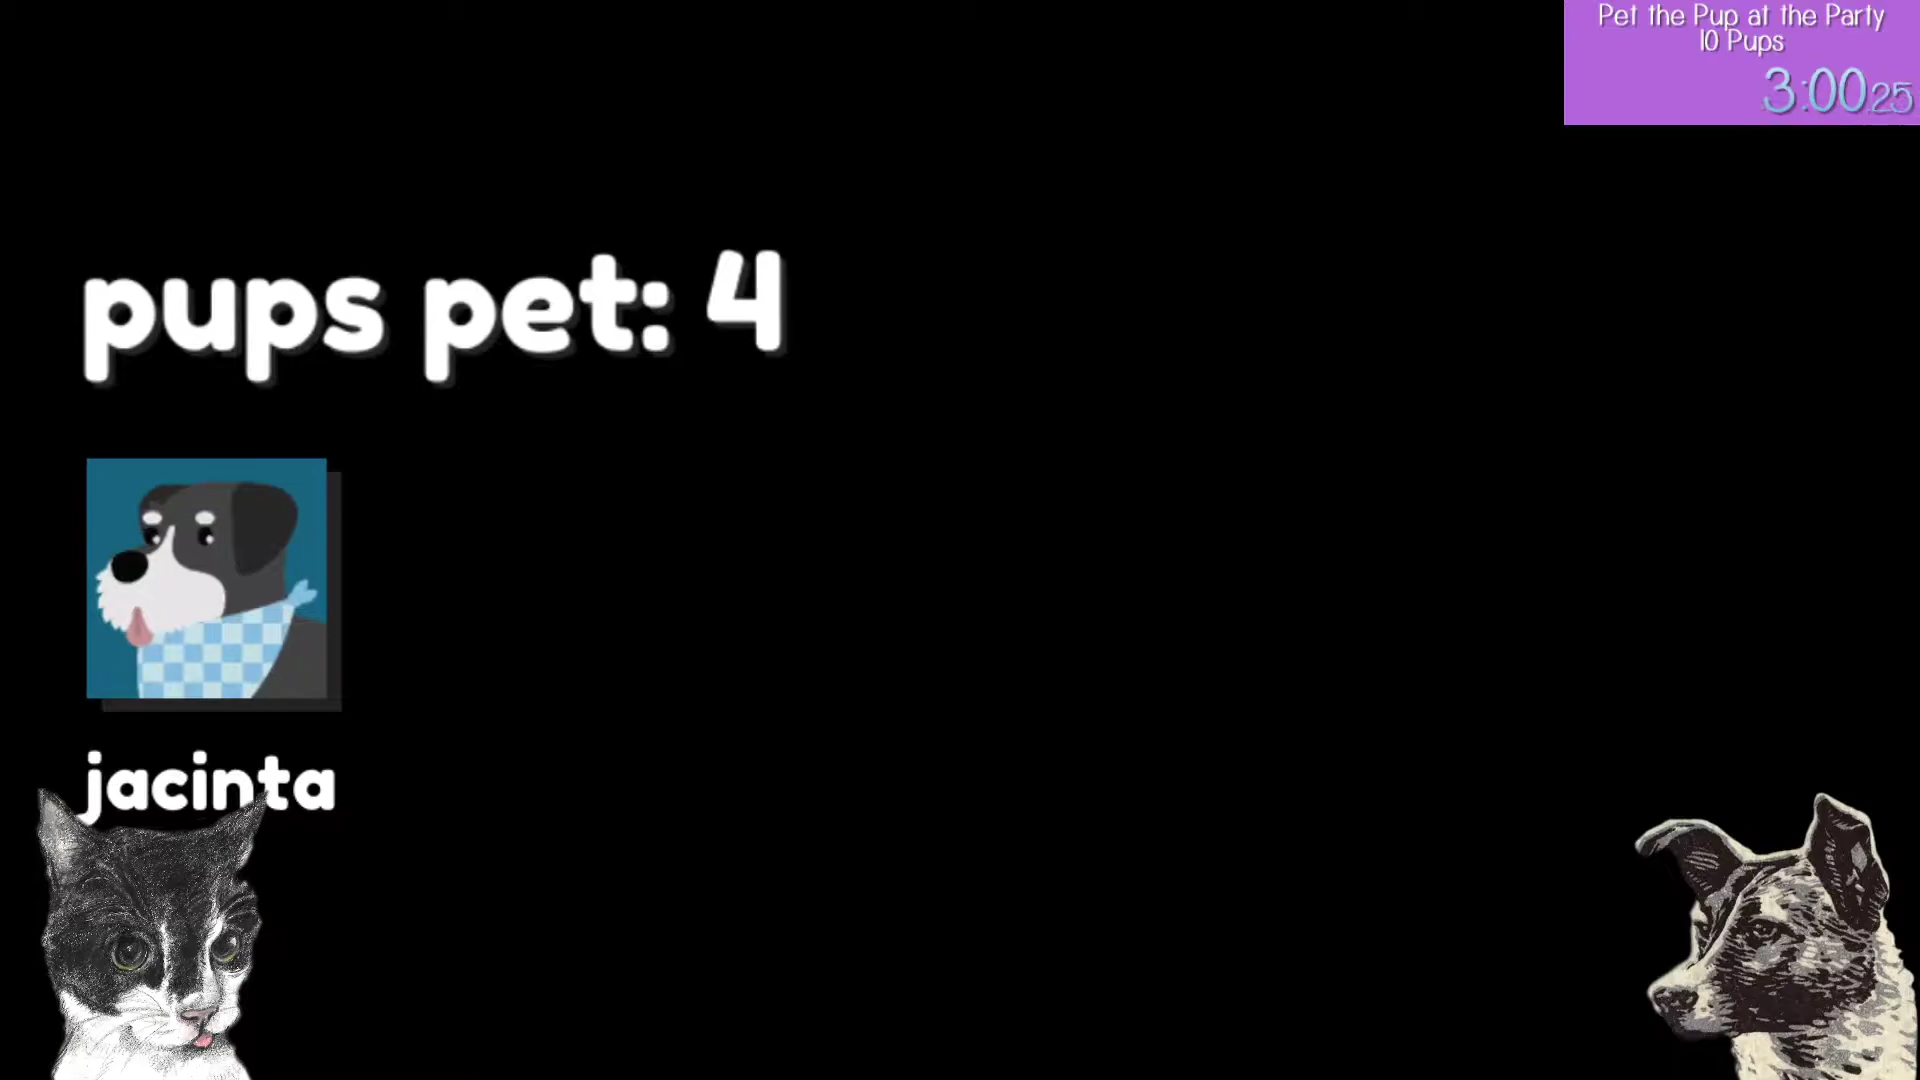 Pet the Pup at the Party
10 Pups
3:00.25
pups pet: 4
jacinta